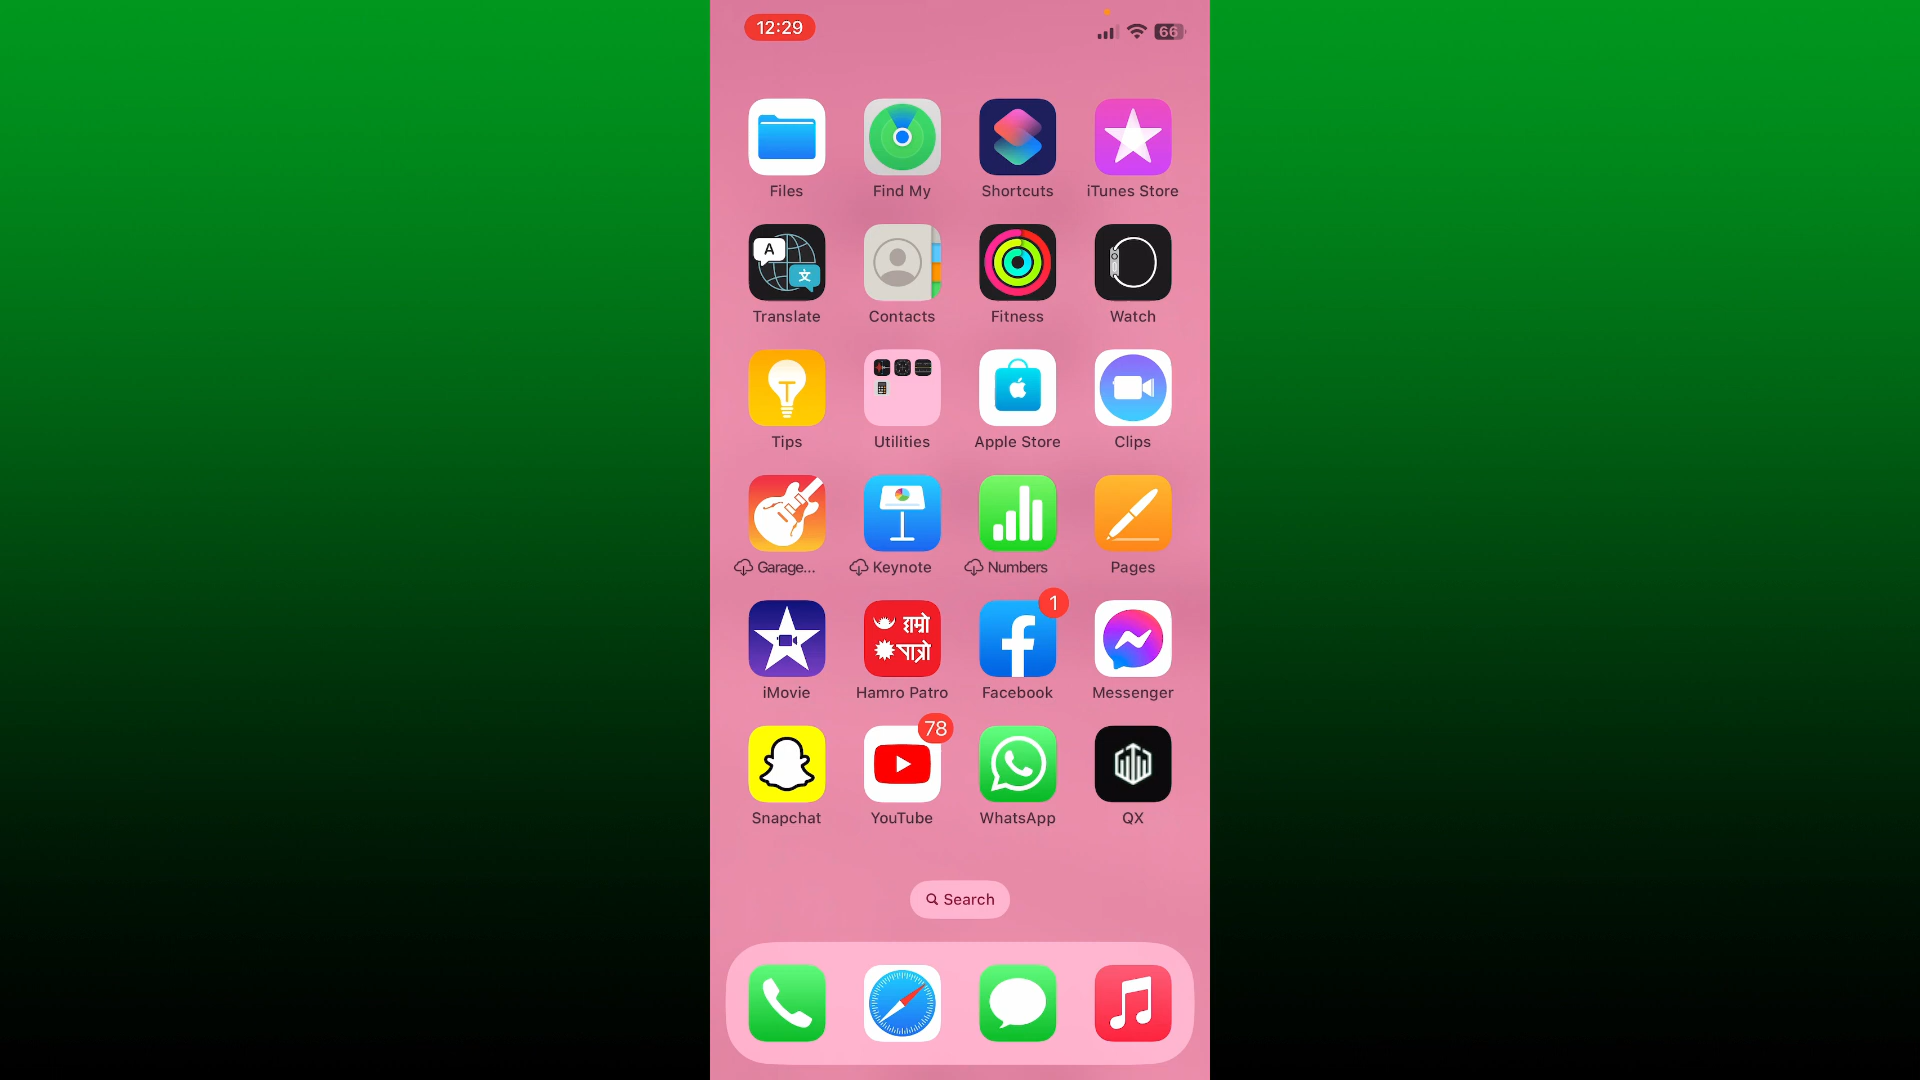 12:29
66
Files Find My Shortcuts iTunes Store
A
文
Translate Contacts Fitness Watch
Tips Utilities Apple Store Clips
Garage... Keynote Numbers Pages
हाम्रो
पात्रो
1
iMovie Hamro Patro Facebook Messenger
78
Snapchat YouTube WhatsApp QX
Search